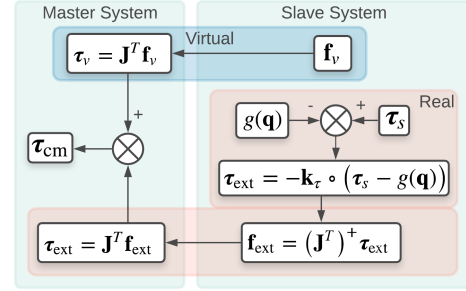 Master System
Slave System
Virtual
τ_v = J^T f_v
f_v
Real
g(q)
-
+
τ_s
+
τ_cm
τ_ext = −k_τ ∘ (τ_s − g(q))
τ_ext = J^T f_ext
f_ext = (J^T)^+ τ_ext